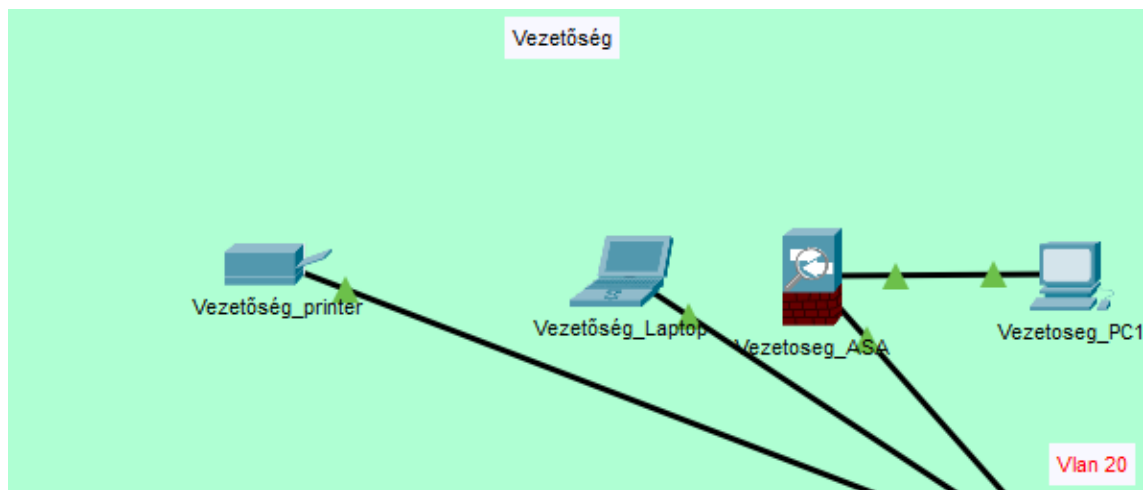 Vezetőség
Vezetőség_printer
Vezetőség_Laptop
Vezetoseg_ASA
Vezetoseg_PC1
Vlan 20